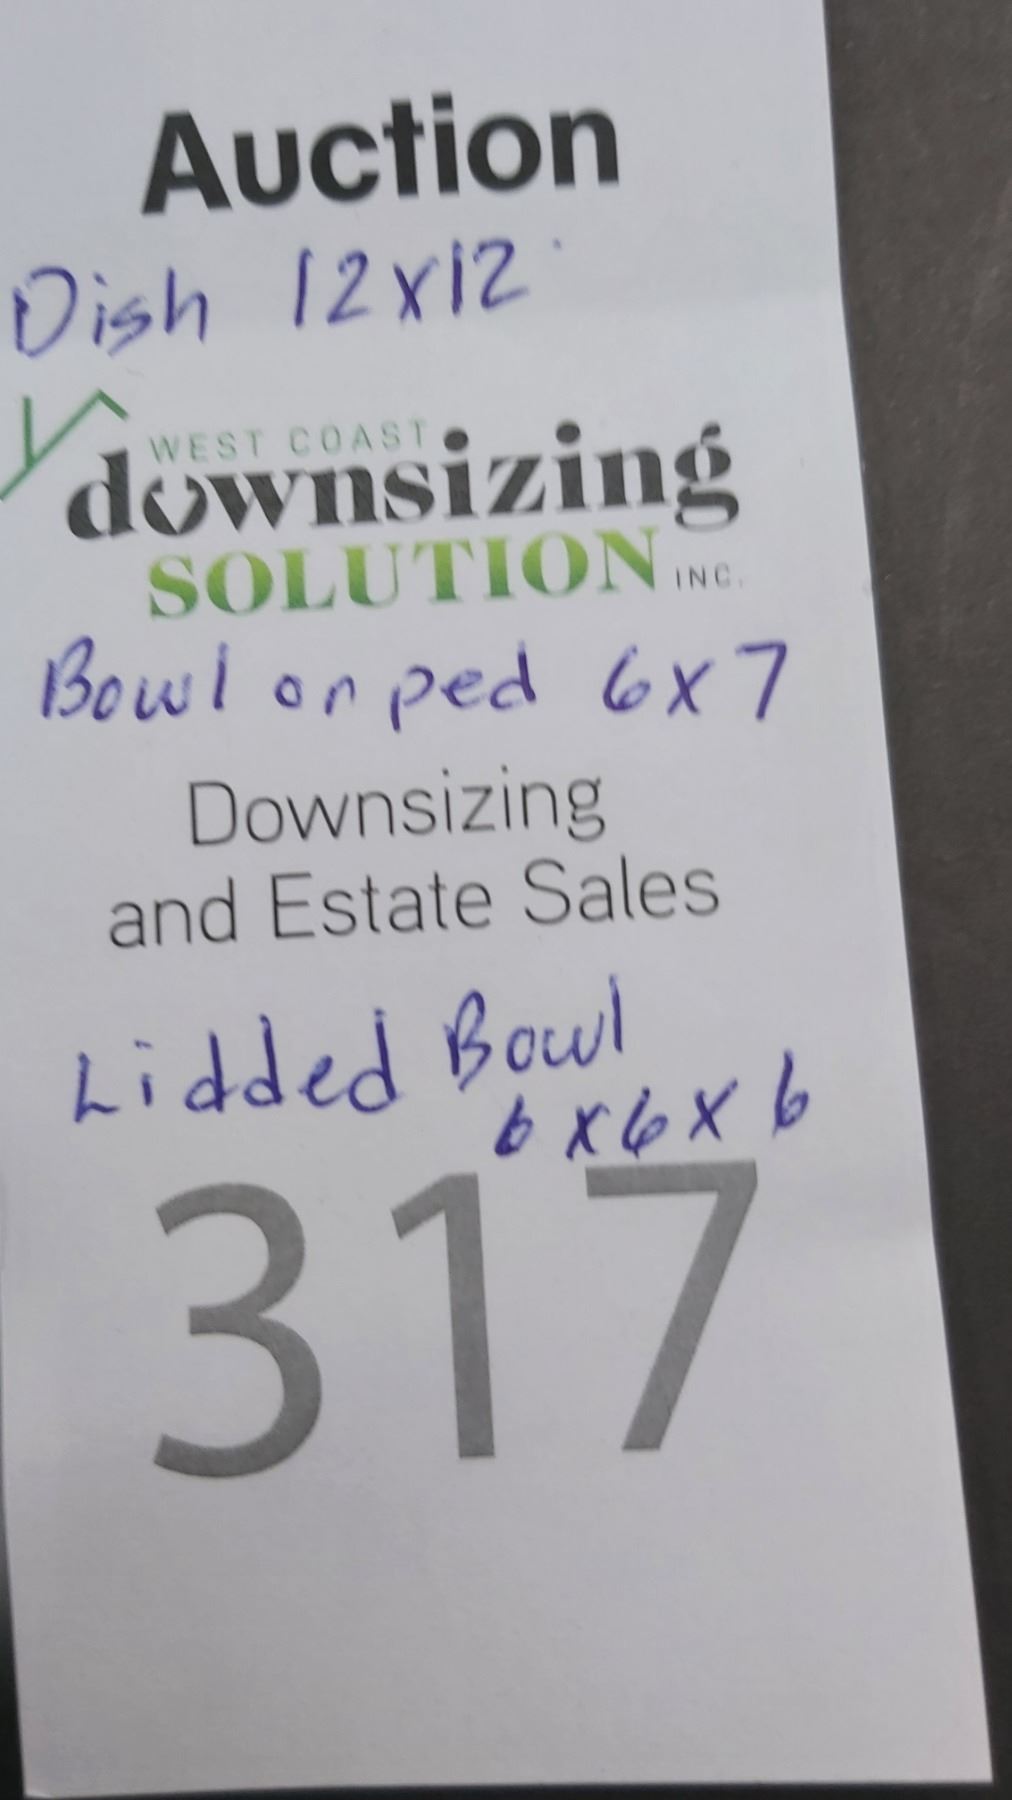 Auction
Dish 12x12
WEST COAST
downsizing
SOLUTION INC.
Bowl on ped 6x7
Downsizing
and Estate Sales
Lidded Bowl
6x6x6
317